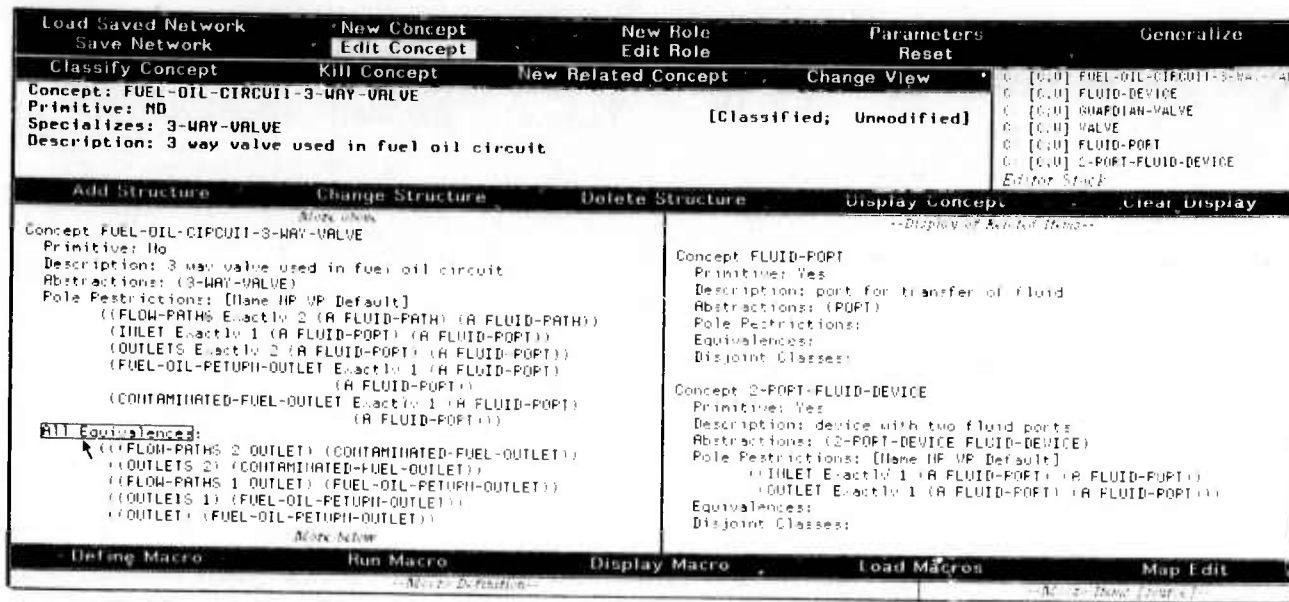 Load Saved Network New Concept New Role Parameters Generalize
Save Network Edit Concept Edit Role Reset
Classify Concept Kill Concept New Related Concept Change View
Concept: FUEL-OIL-CIRCUIT-3-WAY-VALVE
Primitive: NO
Specializes: 3-WAY-VALVE
[Classified; Unmodified]
Description: 3 way valve used in fuel oil circuit
[C,U] FUEL-OIL-CIRCUIT-3-WA
[C,U] FLUID-DEVICE
[C,U] GUARDIAN-VALVE
[C,U] VALVE
[C,U] FLUID-PORT
[C,U] 2-PORT-FLUID-DEVICE
Editor Stack
Add Structure Change Structure Delete Structure Display Concept Clear Display
More above
Concept FUEL-OIL-CIRCUIT-3-WAY-VALVE
Primitive: No
Description: 3 way valve used in fuel oil circuit
Abstractions: (3-WAY-VALVE)
Role Restrictions: [Name NR VR Default]
((FLOW-PATHS Exactly 2 (A FLUID-PATH) (A FLUID-PATH))
(INLET Exactly 1 (A FLUID-PORT) (A FLUID-PORT))
(OUTLETS Exactly 2 (A FLUID-PORT) (A FLUID-PORT))
(FUEL-OIL-RETURN-OUTLET Exactly 1 (A FLUID-PORT)
(A FLUID-PORT))
(CONTAMINATED-FUEL-OUTLET Exactly 1 (A FLUID-PORT)
(A FLUID-PORT)))
All Equivalences:
(((FLOW-PATHS 2 OUTLET) (CONTAMINATED-FUEL-OUTLET))
((OUTLETS 2) (CONTAMINATED-FUEL-OUTLET))
((FLOW-PATHS 1 OUTLET) (FUEL-OIL-RETURN-OUTLET))
((OUTLETS 1) (FUEL-OIL-RETURN-OUTLET))
((OUTLET) (FUEL-OIL-RETURN-OUTLET))
More below
--Display of Related Items--
Concept FLUID-PORT
Primitive: Yes
Description: port for transfer of fluid
Abstractions: (PORT)
Role Restrictions:
Equivalences:
Disjoint Classes:
Concept 2-PORT-FLUID-DEVICE
Primitive: Yes
Description: device with two fluid ports
Abstractions: (2-PORT-DEVICE FLUID-DEVICE)
Role Restrictions: [Name NR VR Default]
((INLET Exactly 1 (A FLUID-PORT) (A FLUID-PORT))
(OUTLET Exactly 1 (A FLUID-PORT) (A FLUID-PORT)))
Equivalences:
Disjoint Classes:
Define Macro Run Macro Display Macro Load Macros Map Edit
--Macro Definition--